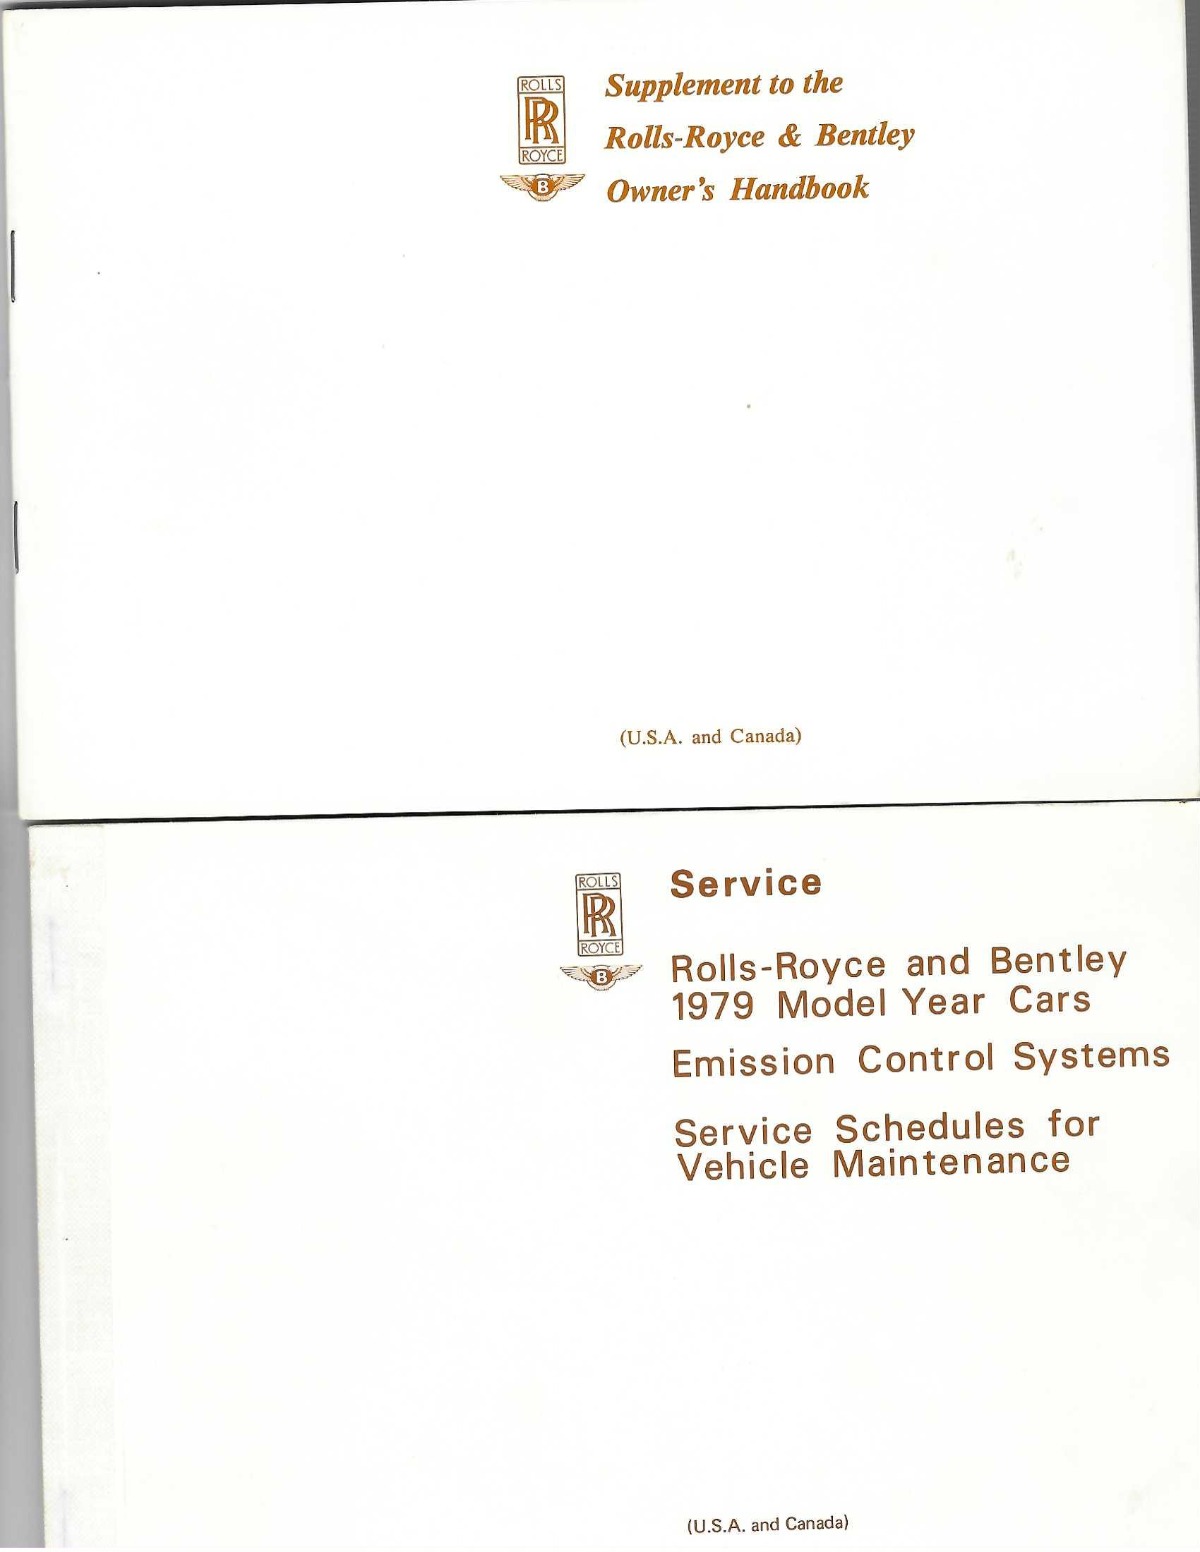 ROLLS
RR
ROYCE
B
Supplement to the
Rolls-Royce & Bentley
Owner's Handbook
(U.S.A. and Canada)
ROLLS
RR
ROYCE
B
Service
Rolls-Royce and Bentley
1979 Model Year Cars
Emission Control Systems
Service Schedules for
Vehicle Maintenance
(U.S.A. and Canada)